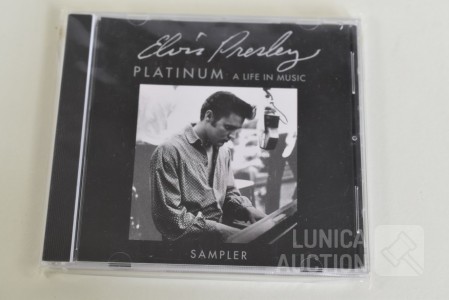 Elvis Presley
PLATINUM A LIFE IN MUSIC
SAMPLER
LUNICA
AUCTION